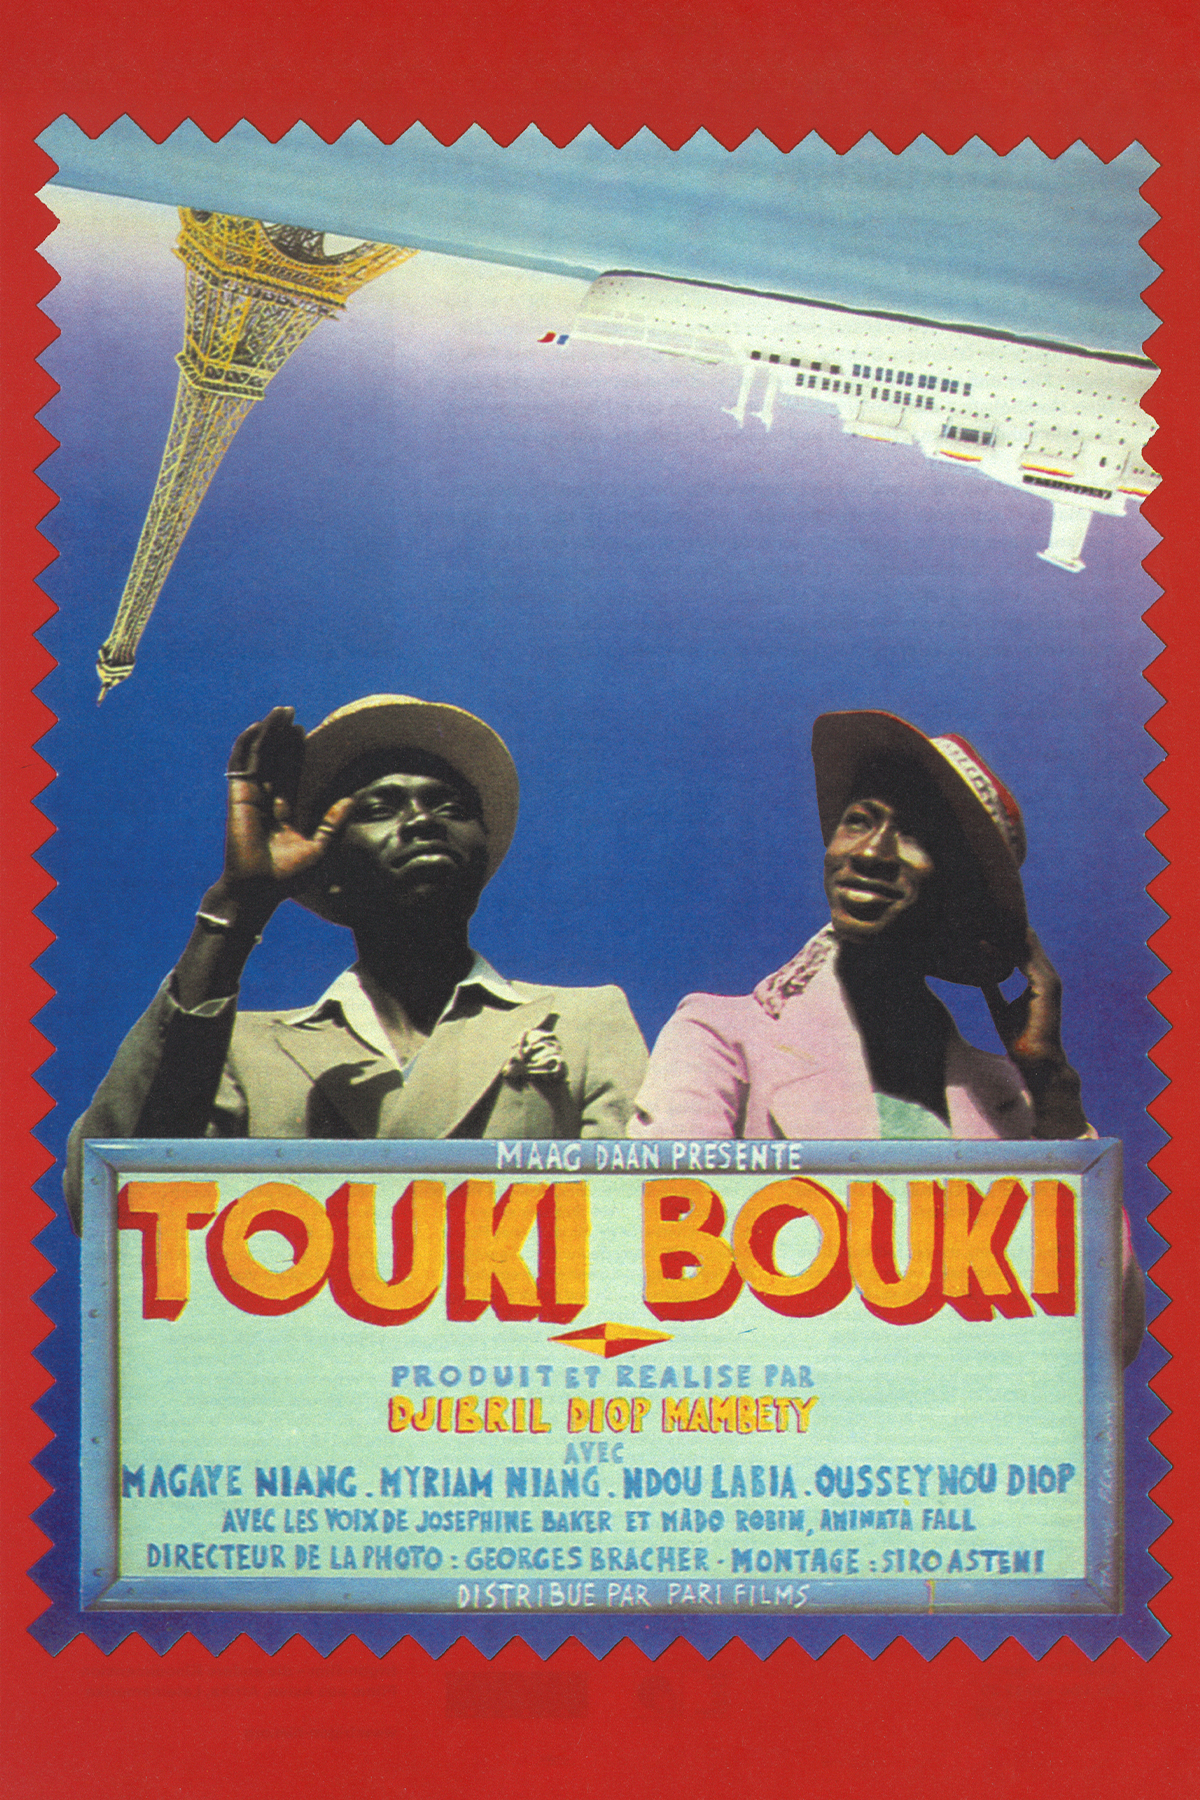 MAAG DAAN PRESENTE
TOUKI BOUKI
PRODUIT ET REALISE PAR
DJIBRIL DIOP MAMBETY
AVEC
MAGAYE NIANG . MYRIAM NIANG . NDOU LABIA . OUSSEYNOU DIOP
AVEC LES VOIX DE JOSEPHINE BAKER ET MADO ROBIN, AMINATA FALL
DIRECTEUR DE LA PHOTO : GEORGES BRACHER - MONTAGE : SIRO ASTENI
DISTRIBUE PAR PARI FILMS